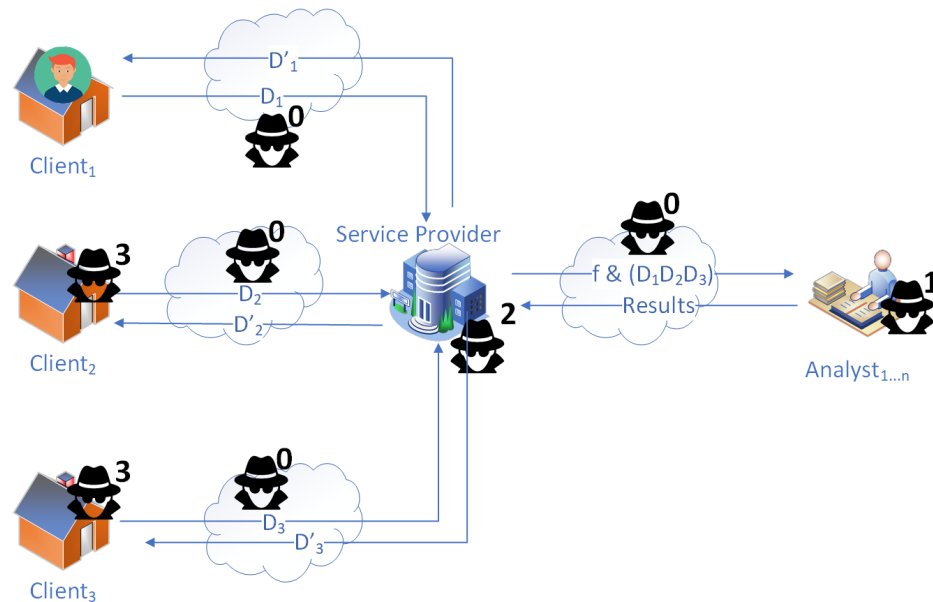 D'₁
D₁
0
Client₁
0
3
D₂
D'₂
Client₂
Service Provider
2
0
f & (D₁D₂D₃)
Results
1
Analyst₁...ₙ
3
0
D₃
D'₃
Client₃